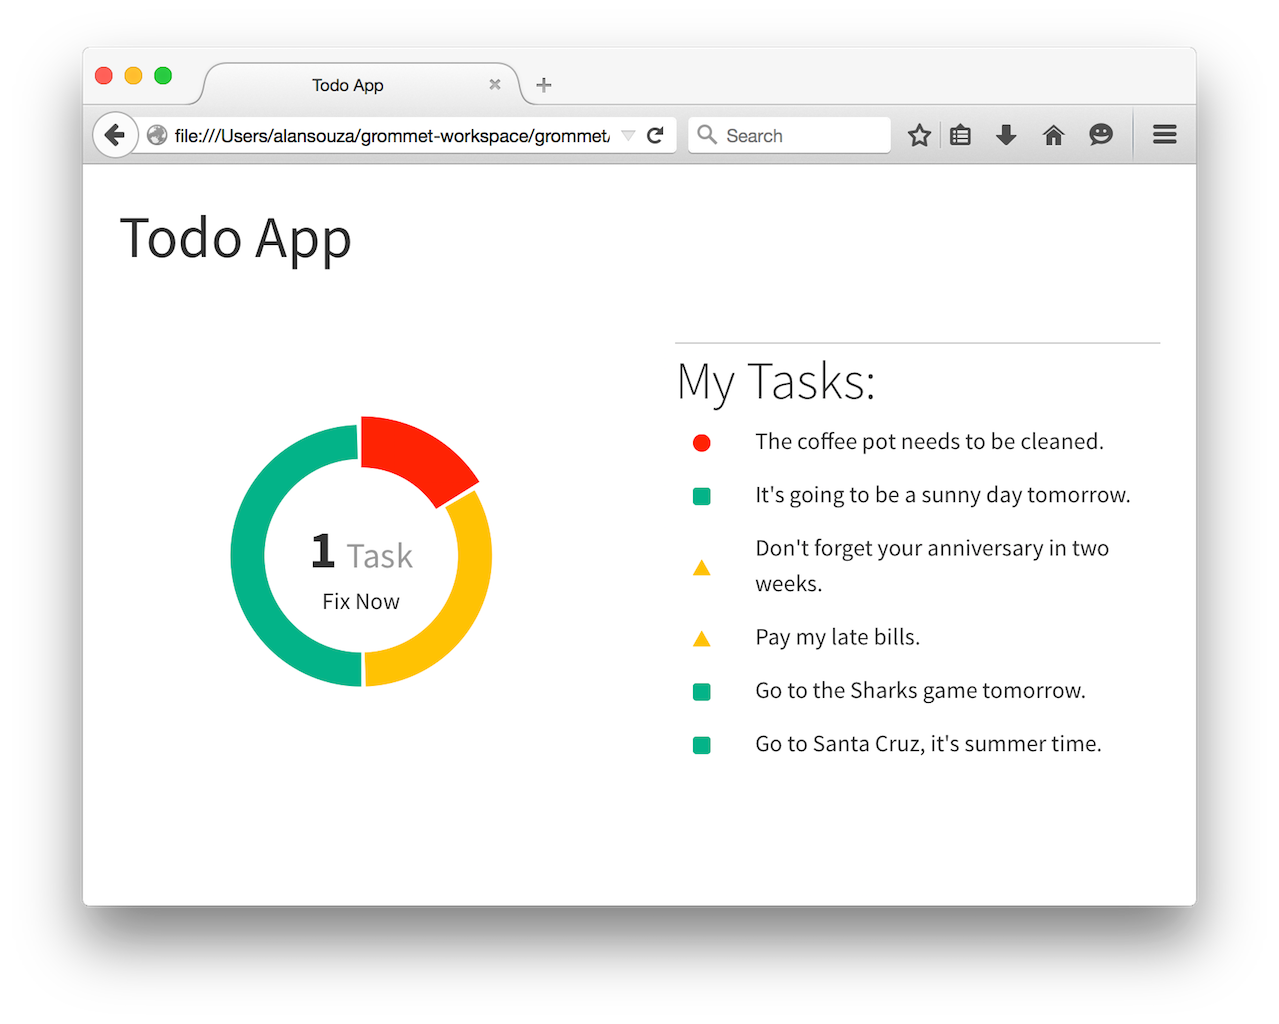 Todo App
file:///Users/alansouza/grommet-workspace/grommet/
Search
Todo App
My Tasks:
The coffee pot needs to be cleaned.
It's going to be a sunny day tomorrow.
Don't forget your anniversary in two
weeks.
Pay my late bills.
Go to the Sharks game tomorrow.
Go to Santa Cruz, it's summer time.
1 Task
Fix Now